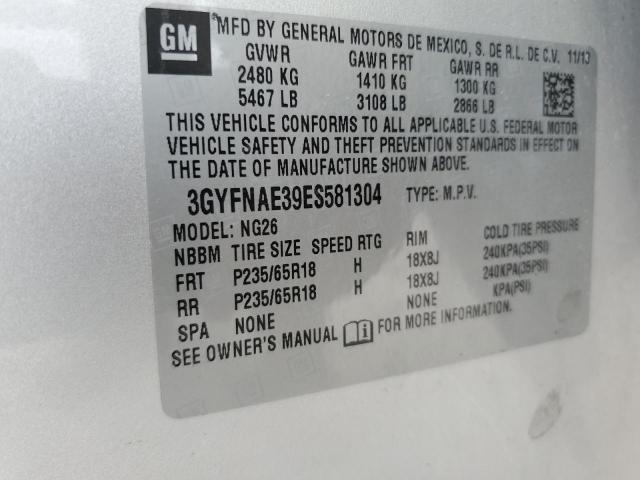 GM
MFD BY GENERAL MOTORS DE MEXICO, S. DE R.L. DE C.V. 11/13
GVWR GAWR FRT GAWR RR
2480 KG 1410 KG 1300 KG
5467 LB 3108 LB 2866 LB
THIS VEHICLE CONFORMS TO ALL APPLICABLE U.S. FEDERAL MOTOR
VEHICLE SAFETY AND THEFT PREVENTION STANDARDS IN EFFECT ON
THE DATE OF MANUFACTURE SHOWN ABOVE.
3GYFNAE39ES581304 TYPE: M.P.V.
MODEL: NG26
NBBM TIRE SIZE SPEED RTG RIM COLD TIRE PRESSURE
FRT P235/65R18 H 18X8J 240KPA(35PSI)
RR P235/65R18 H 18X8J 240KPA(35PSI)
SPA NONE NONE KPA(PSI)
SEE OWNER'S MANUAL i FOR MORE INFORMATION.